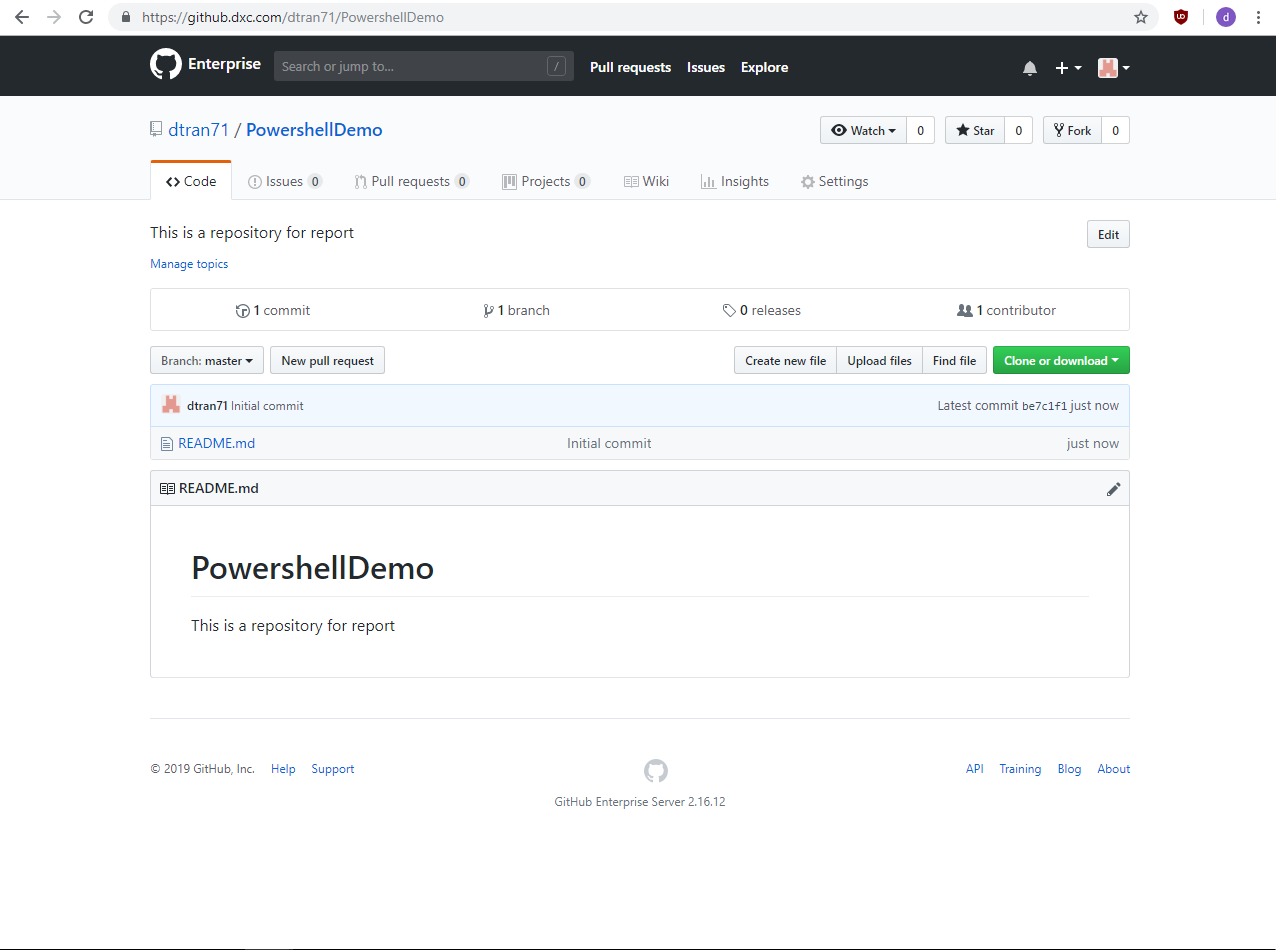 https://github.dxc.com/dtran71/PowershellDemo
d
Enterprise Search or jump to... / Pull requests Issues Explore
dtran71 / PowershellDemo Watch 0 Star 0 Fork 0
Code Issues 0 Pull requests 0 Projects 0 Wiki Insights Settings
This is a repository for report Edit
Manage topics
1 commit 1 branch 0 releases 1 contributor
Branch: master New pull request Create new file Upload files Find file Clone or download
dtran71 Initial commit Latest commit be7c1f1 just now
README.md Initial commit just now
README.md
PowershellDemo
This is a repository for report
© 2019 GitHub, Inc. Help Support API Training Blog About
GitHub Enterprise Server 2.16.12